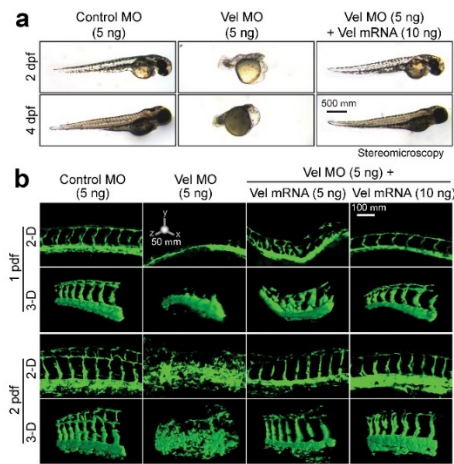 a
Control MO
(5 ng)
Vel MO
(5 ng)
Vel MO (5 ng)
+ Vel mRNA (10 ng)
2 dpf
4 dpf
500 mm
Stereomicroscopy
b
Control MO
(5 ng)
Vel MO
(5 ng)
Vel MO (5 ng) +
Vel mRNA (5 ng)
Vel mRNA (10 ng)
1 pdf
2-D
y
z
x
50 mm
100 mm
3-D
2 pdf
2-D
3-D